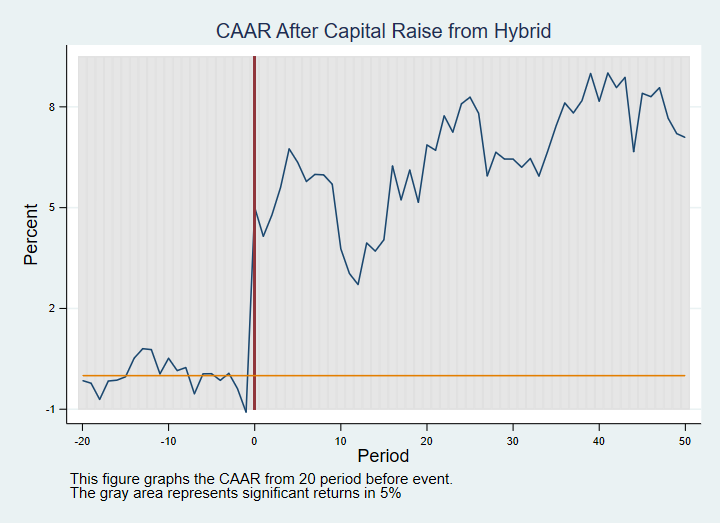 CAAR After Capital Raise from Hybrid
Percent
8
5
2
-1
-20 -10 0 10 20 30 40 50
Period
This figure graphs the CAAR from 20 period before event.
The gray area represents significant returns in 5%